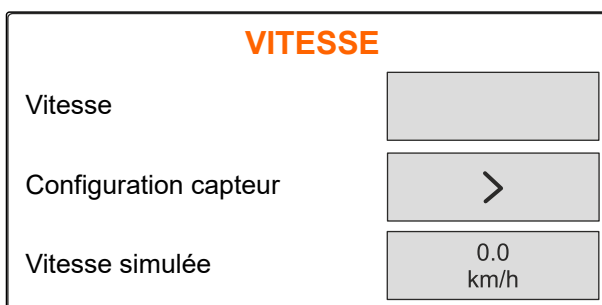 VITESSE
Vitesse
Configuration capteur
>
Vitesse simulée
0.0
km/h